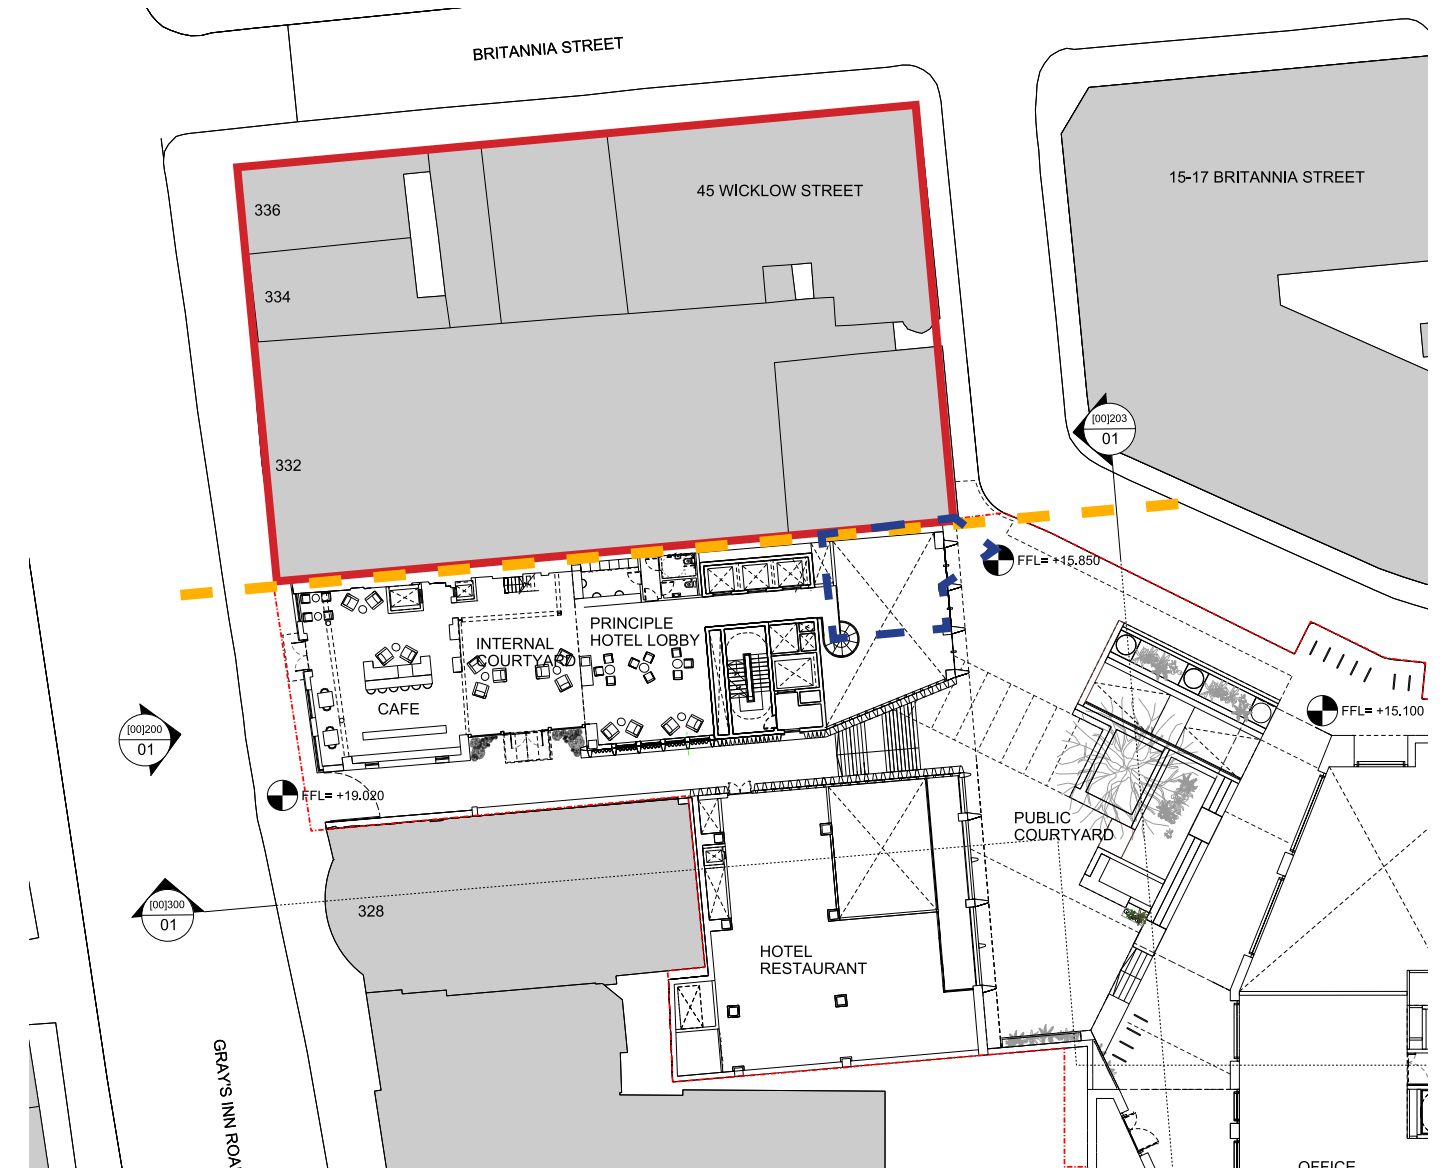 BRITANNIA STREET
45 WICKLOW STREET
15-17 BRITANNIA STREET
336
334
332
[00]203
01
FFL= +15.850
PRINCIPLE
HOTEL LOBBY
INTERNAL
COURTYARD
CAFE
[00]200
01
FFL= +15.100
FFL= +19.020
PUBLIC
COURTYARD
[00]300
01
328
HOTEL
RESTAURANT
GRAY'S INN ROA
OFFICE